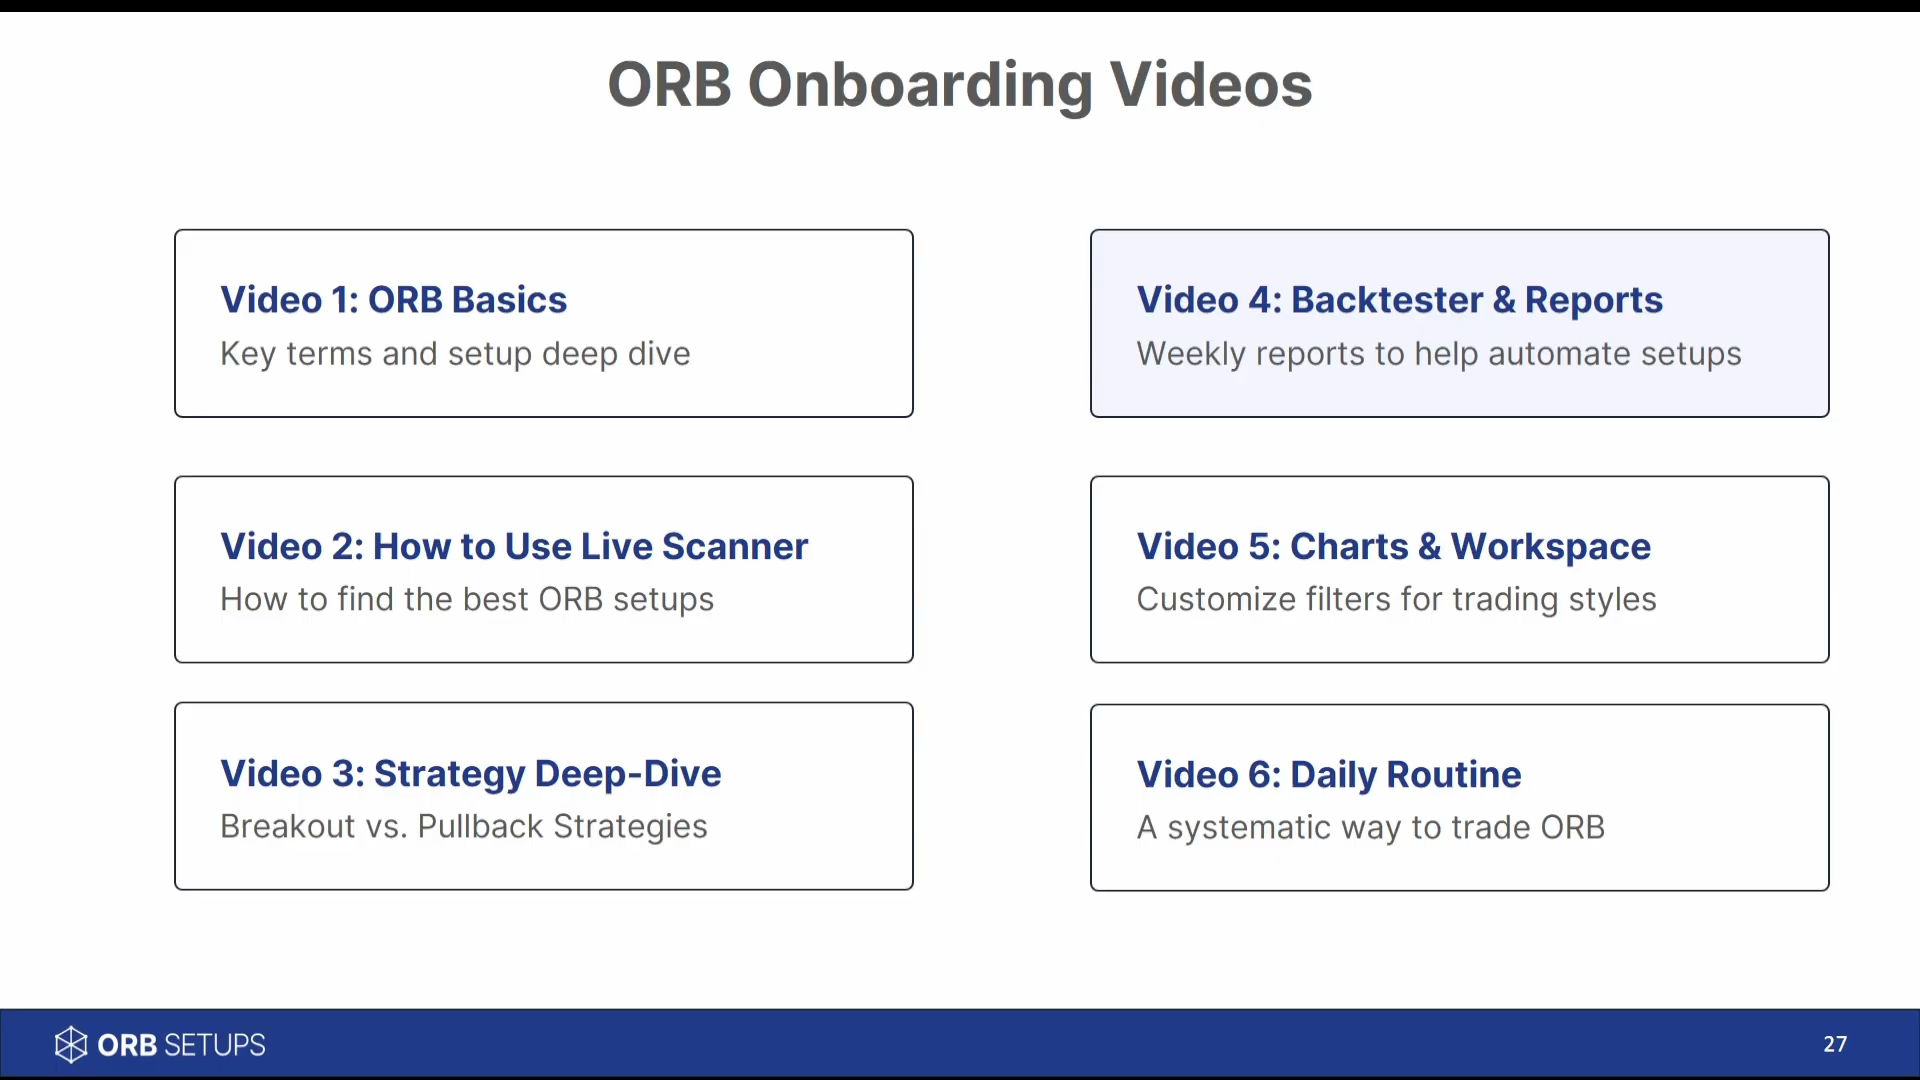 ORB Onboarding Videos
Video 1: ORB Basics
Key terms and setup deep dive
Video 2: How to Use Live Scanner
How to find the best ORB setups
Video 3: Strategy Deep-Dive
Breakout vs. Pullback Strategies
Video 4: Backtester & Reports
Weekly reports to help automate setups
Video 5: Charts & Workspace
Customize filters for trading styles
Video 6: Daily Routine
A systematic way to trade ORB
ORB SETUPS
27